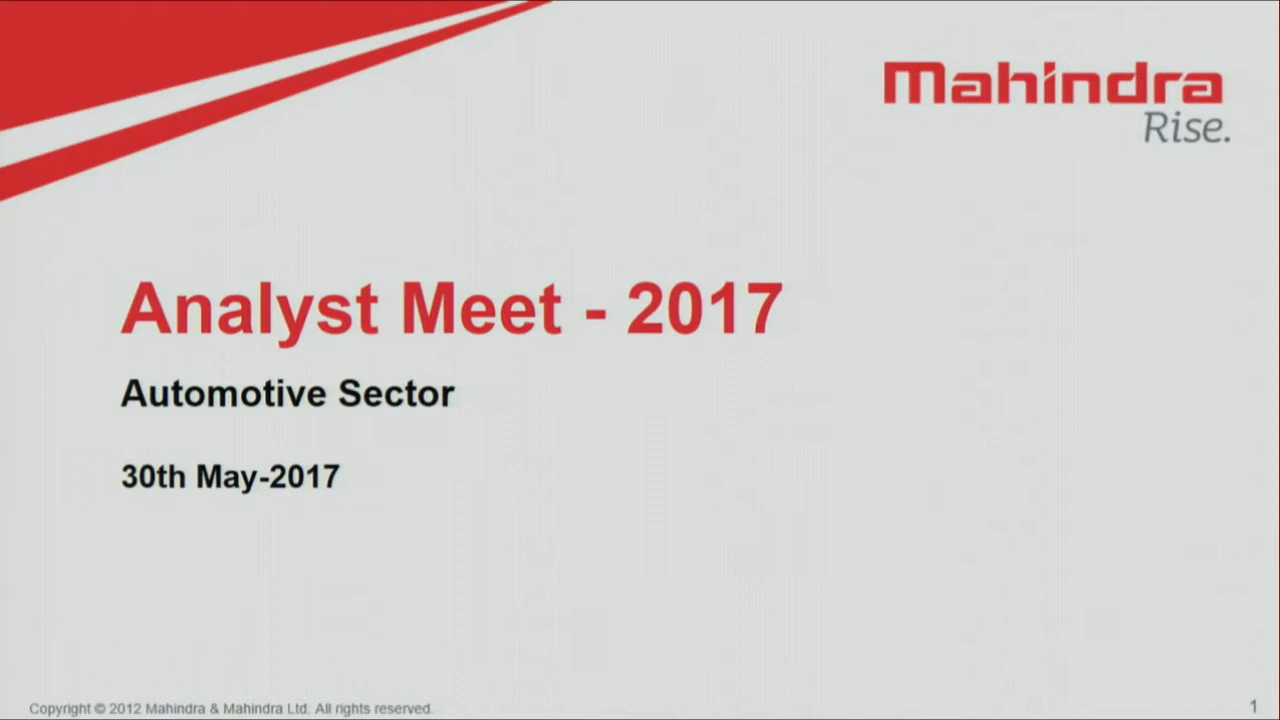 Mahindra
Rise.
Analyst Meet - 2017
Automotive Sector
30th May-2017
Copyright © 2012 Mahindra & Mahindra Ltd. All rights reserved.
1